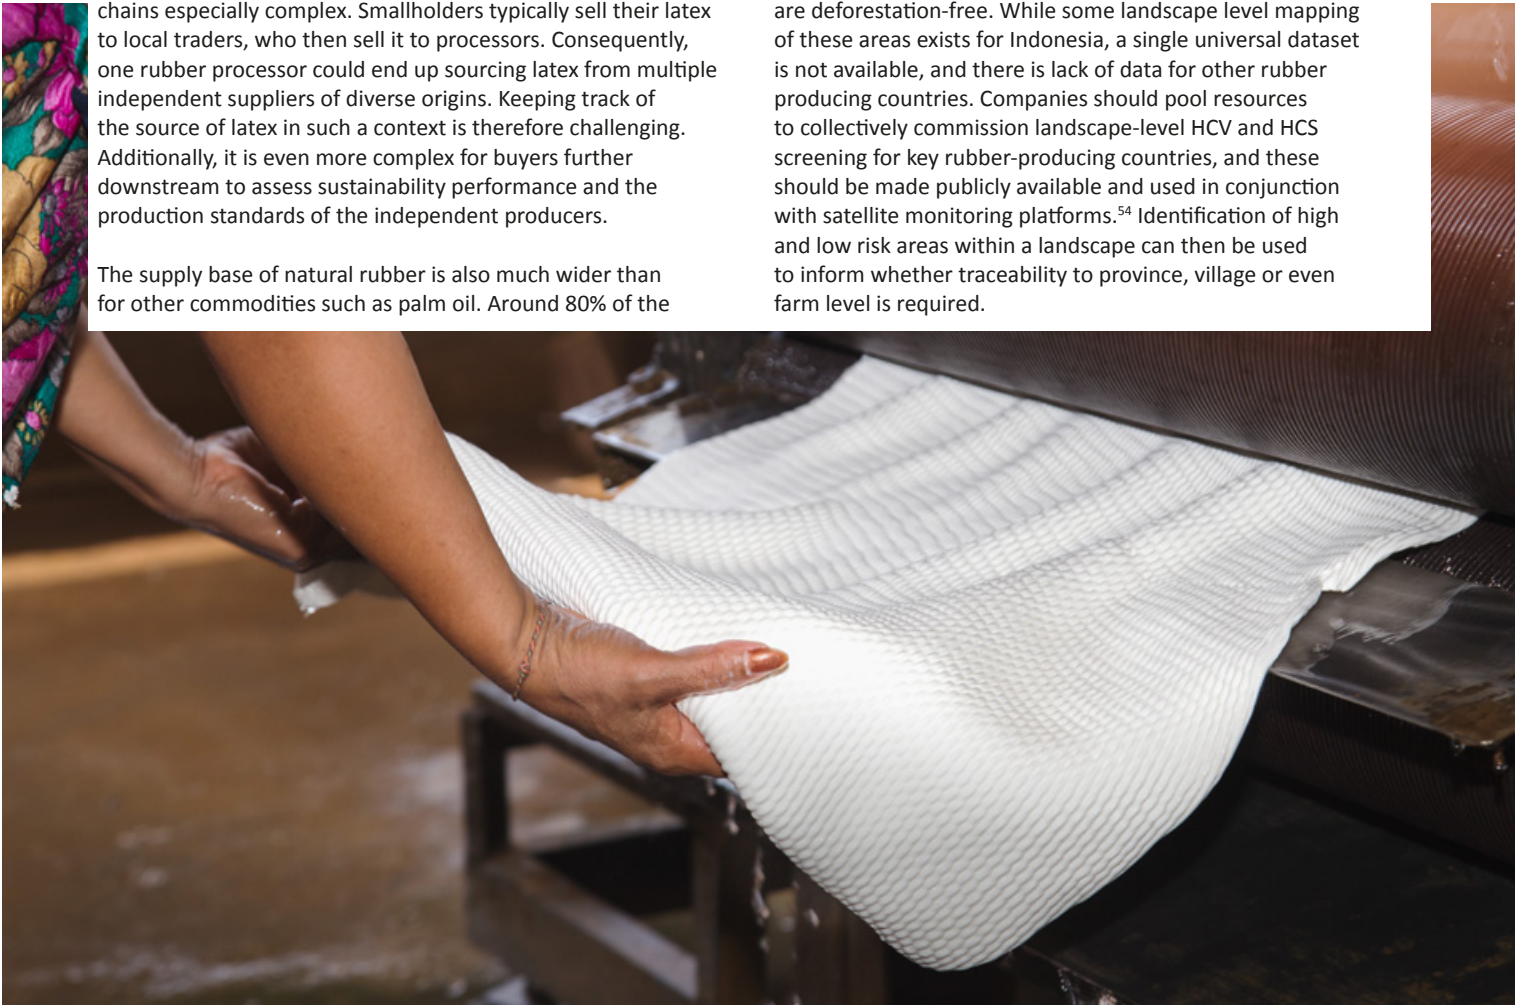 chains especially complex. Smallholders typically sell their latex
to local traders, who then sell it to processors. Consequently,
one rubber processor could end up sourcing latex from multiple
independent suppliers of diverse origins. Keeping track of
the source of latex in such a context is therefore challenging.
Additionally, it is even more complex for buyers further
downstream to assess sustainability performance and the
production standards of the independent producers.
The supply base of natural rubber is also much wider than
for other commodities such as palm oil. Around 80% of the
are deforestation-free. While some landscape level mapping
of these areas exists for Indonesia, a single universal dataset
is not available, and there is lack of data for other rubber
producing countries. Companies should pool resources
to collectively commission landscape-level HCV and HCS
screening for key rubber-producing countries, and these
should be made publicly available and used in conjunction
with satellite monitoring platforms.54 Identification of high
and low risk areas within a landscape can then be used
to inform whether traceability to province, village or even
farm level is required.